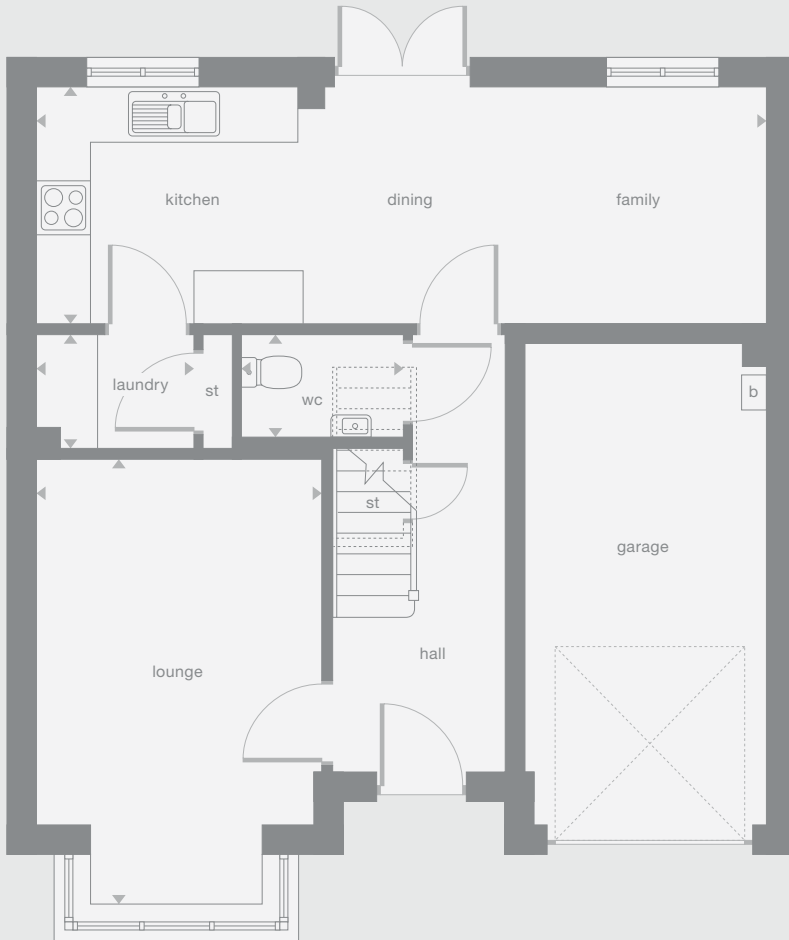 kitchen
dining
family
laundry
st
wc
b
st
garage
hall
lounge